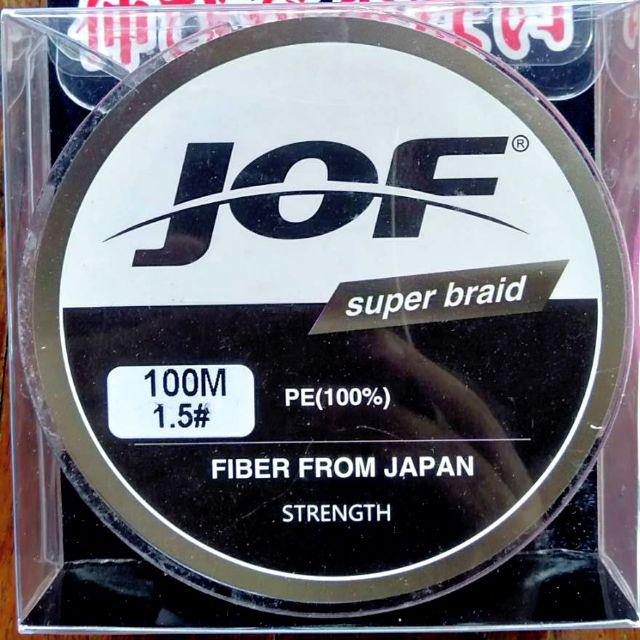 JOF®
super braid
100M
1.5#
PE(100%)
FIBER FROM JAPAN
STRENGTH